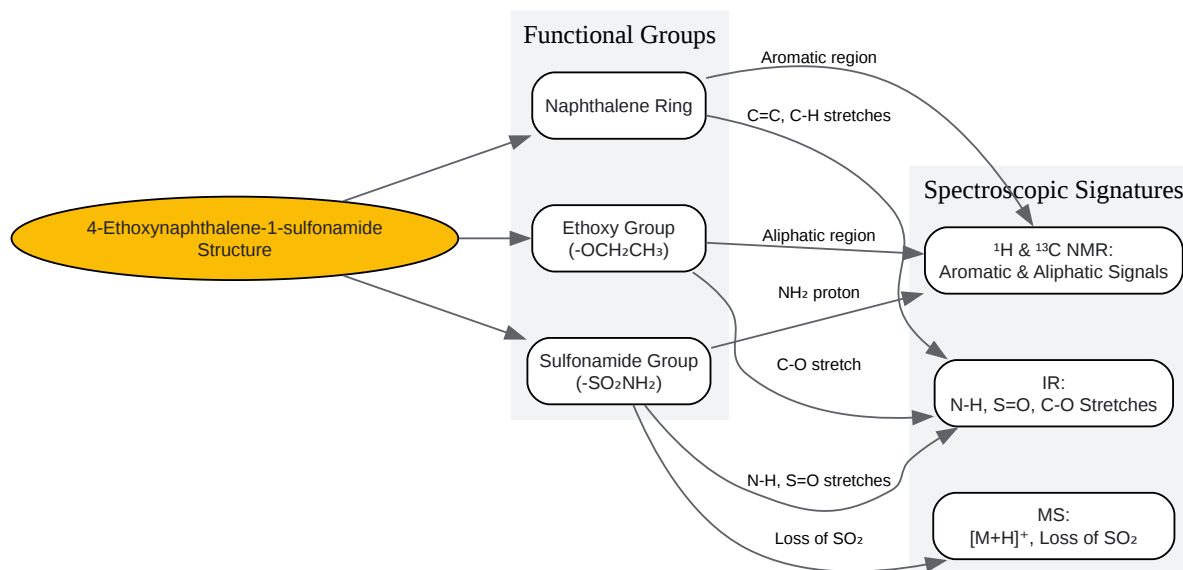 Functional Groups
Aromatic region
Naphthalene Ring
C=C, C-H stretches
Spectroscopic Signatures
4-Ethoxynaphthalene-1-sulfonamide
Structure
Ethoxy Group
(-OCH₂CH₃)
Aliphatic region
¹H & ¹³C NMR:
Aromatic & Aliphatic Signals
NH₂ proton
Sulfonamide Group
(-SO₂NH₂)
C-O stretch
IR:
N-H, S=O, C-O Stretches
N-H, S=O stretches
MS:
[M+H]⁺, Loss of SO₂
Loss of SO₂